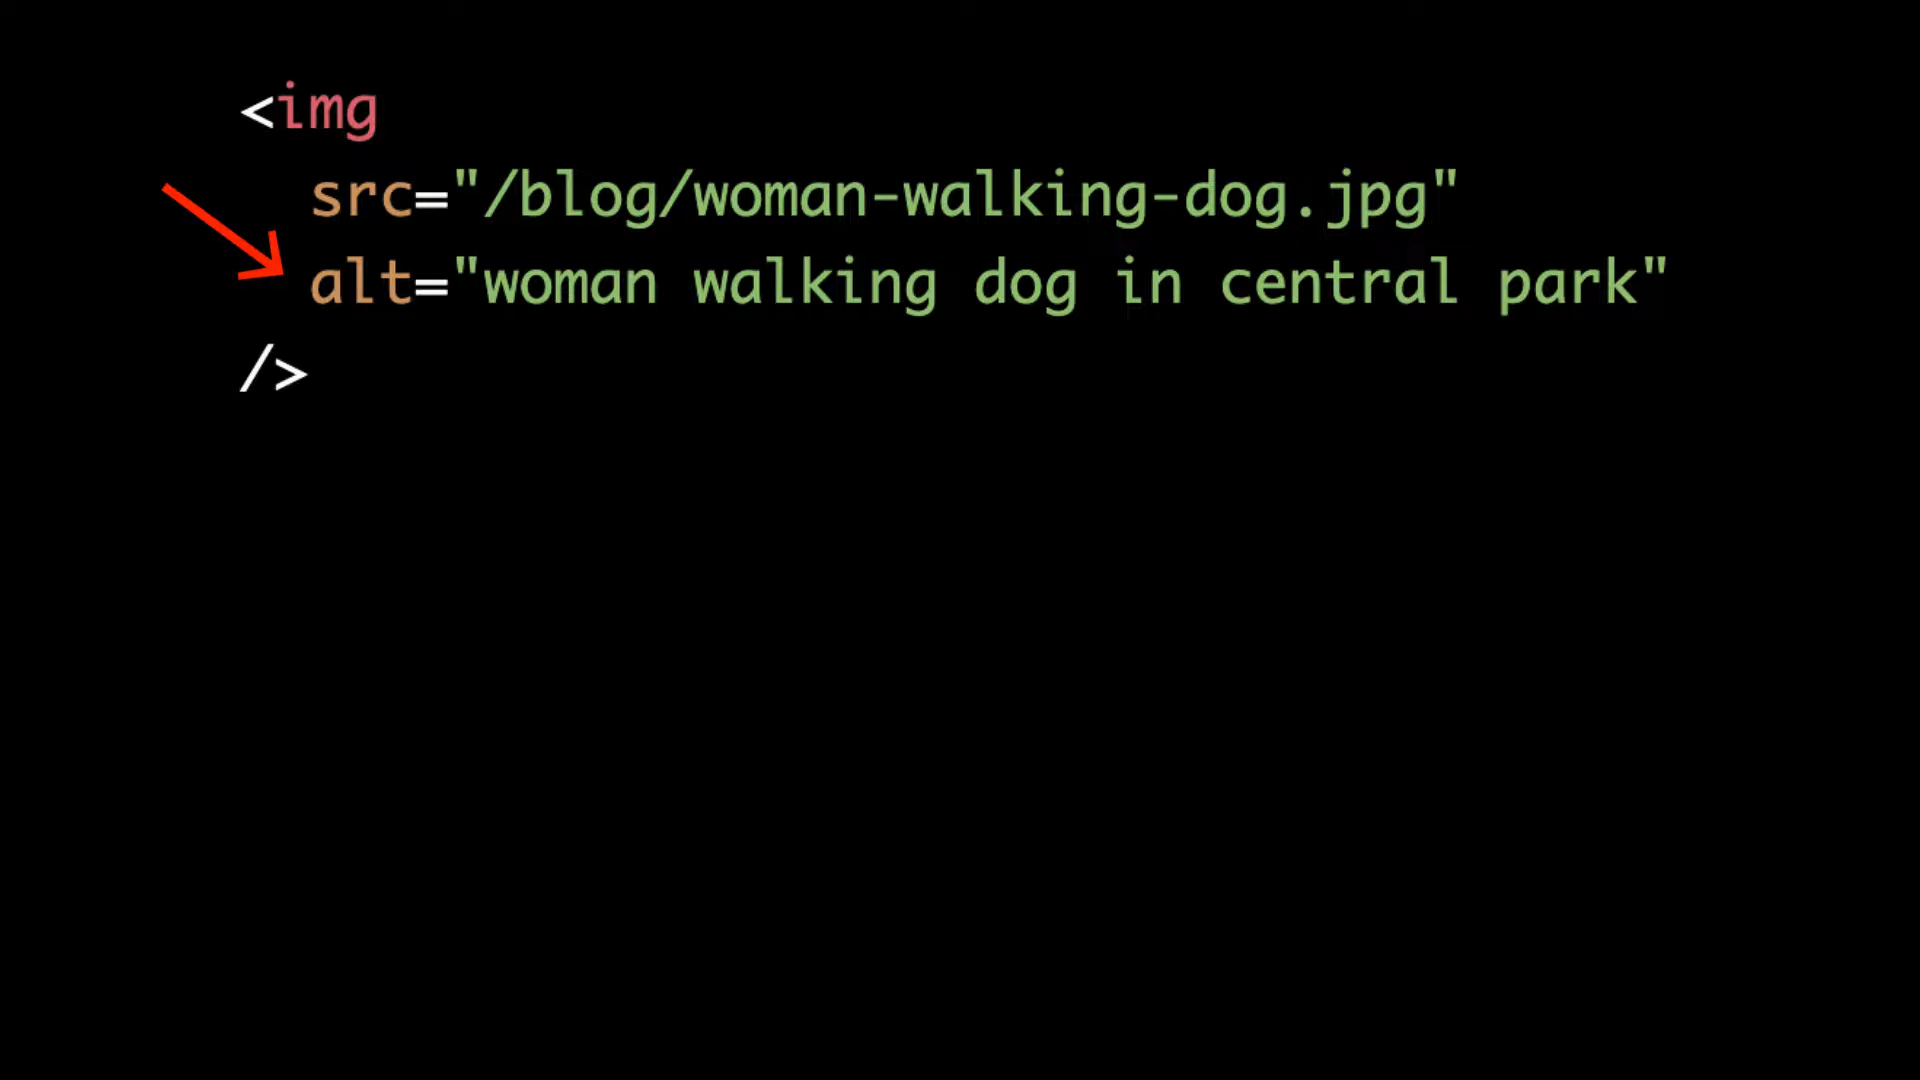 <img
src="/blog/woman-walking-dog.jpg"
alt="woman walking dog in central park"
/>